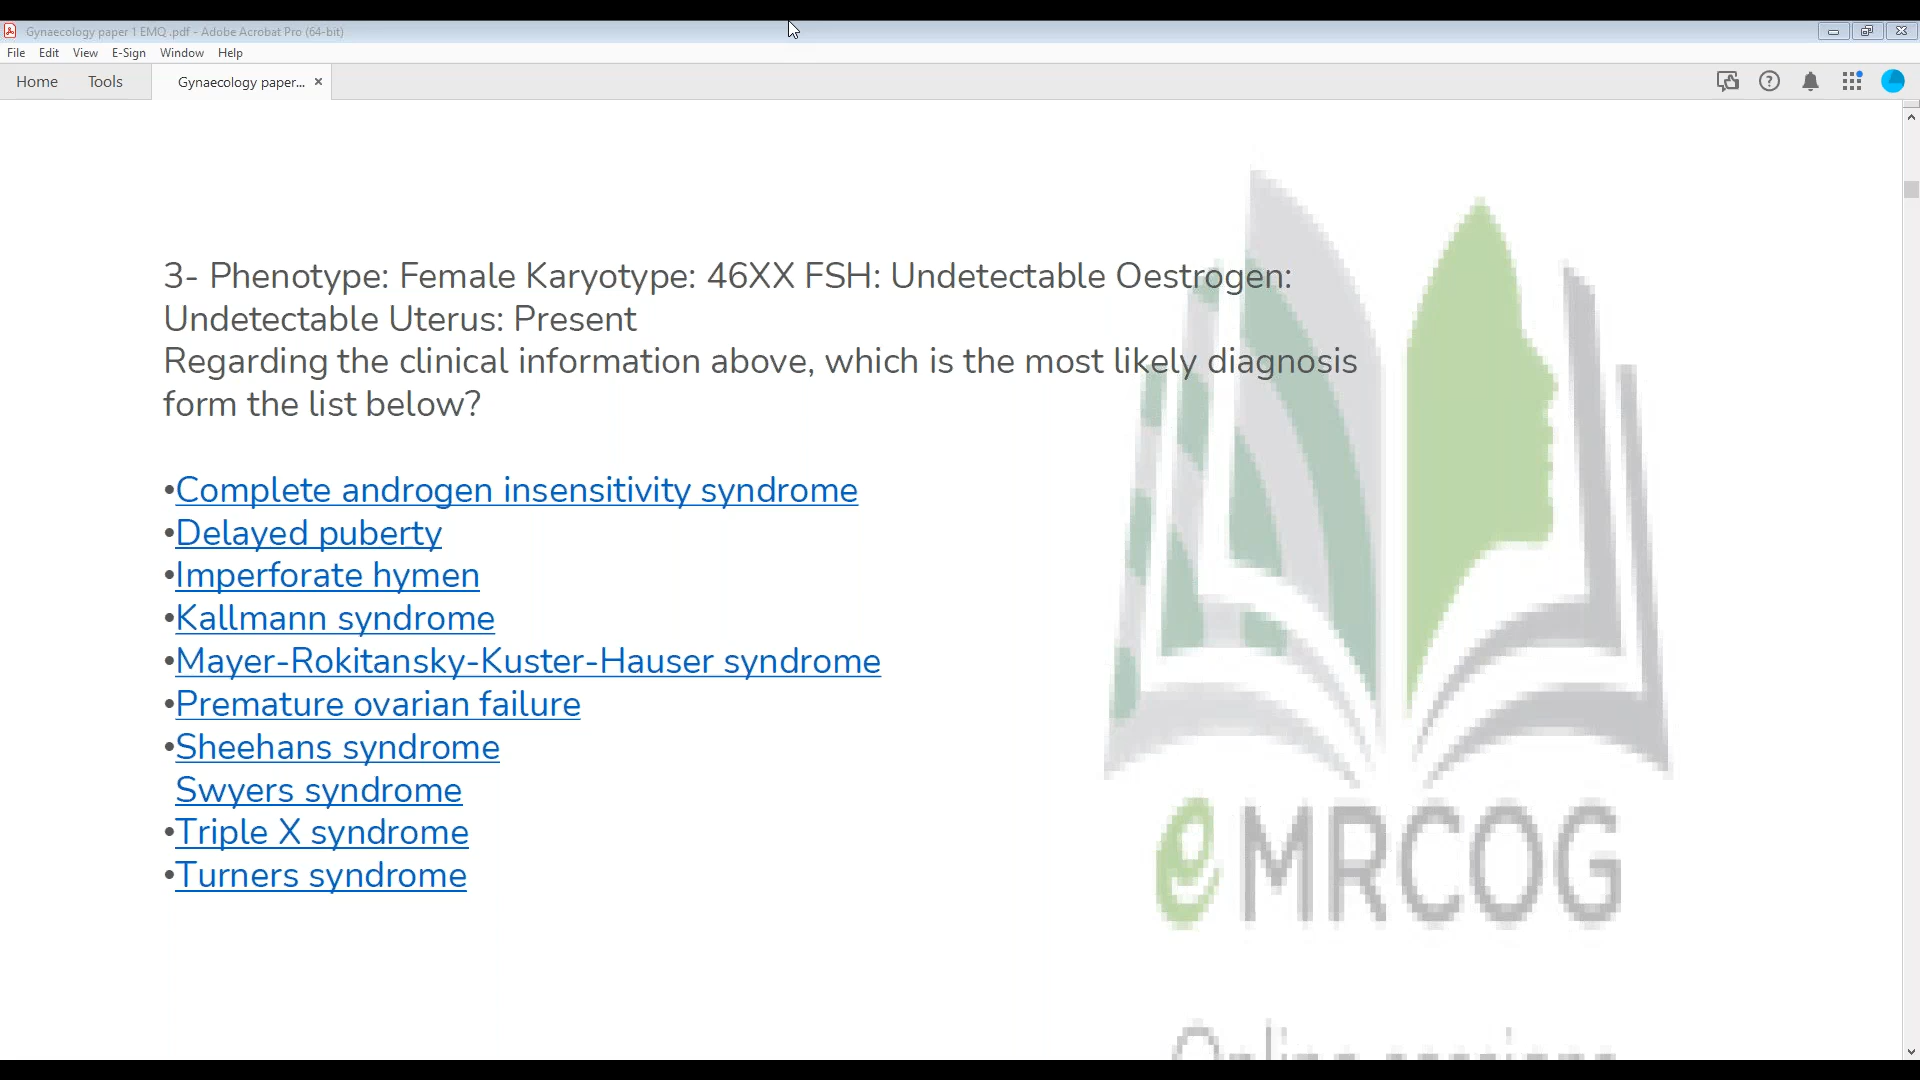 Gynaecology paper 1 EMQ .pdf - Adobe Acrobat Pro (64-bit)
File Edit View E-Sign Window Help
Home Tools Gynaecology paper... ×
3- Phenotype: Female Karyotype: 46XX FSH: Undetectable Oestrogen:
Undetectable Uterus: Present
Regarding the clinical information above, which is the most likely diagnosis
form the list below?
•Complete androgen insensitivity syndrome
•Delayed puberty
•Imperforate hymen
•Kallmann syndrome
•Mayer-Rokitansky-Kuster-Hauser syndrome
•Premature ovarian failure
•Sheehans syndrome
Swyers syndrome
•Triple X syndrome
•Turners syndrome
eMRCOG